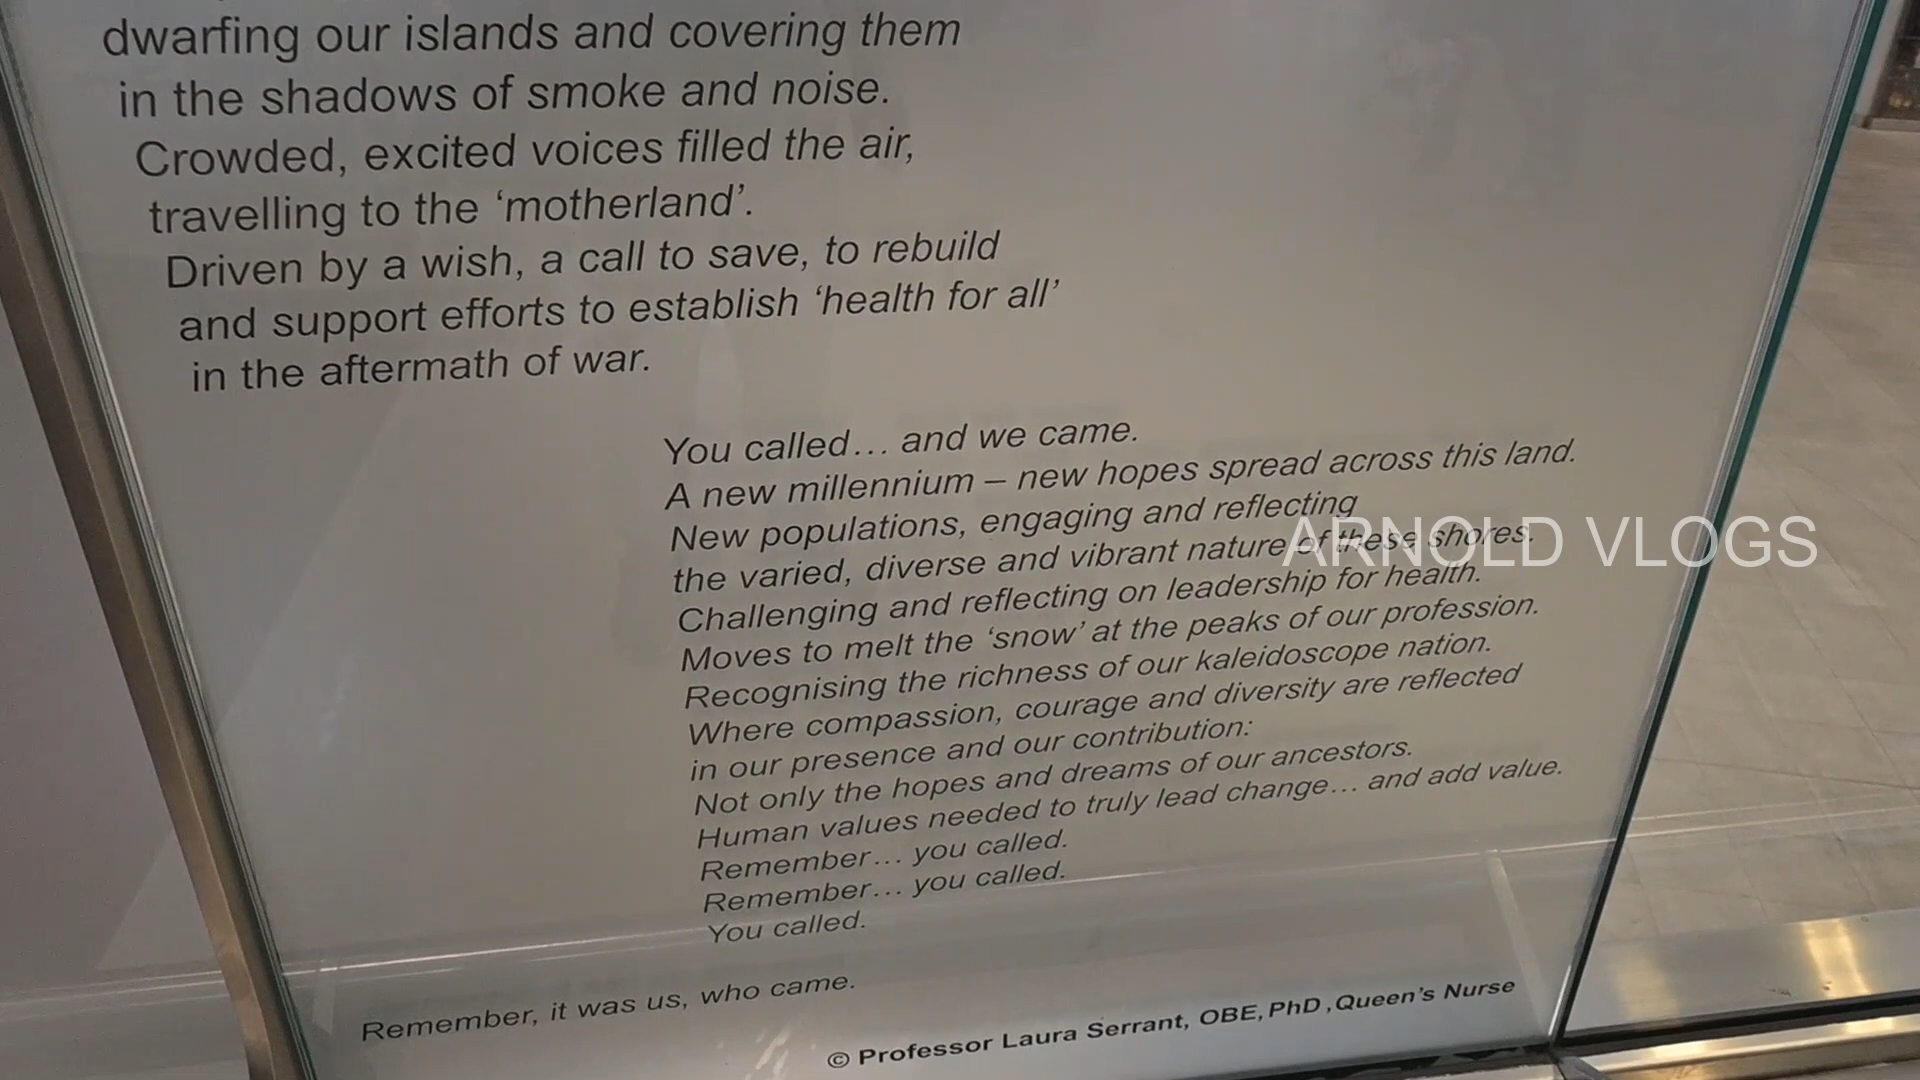 dwarfing our islands and covering them
in the shadows of smoke and noise.
Crowded, excited voices filled the air,
travelling to the ‘motherland’.
Driven by a wish, a call to save, to rebuild
and support efforts to establish ‘health for all’
in the aftermath of war.
You called… and we came.
A new millennium – new hopes spread across this land.
New populations, engaging and reflecting
the varied, diverse and vibrant nature of these shores.
Challenging and reflecting on leadership for health.
Moves to melt the ‘snow’ at the peaks of our profession.
Recognising the richness of our kaleidoscope nation.
Where compassion, courage and diversity are reflected
in our presence and our contribution:
Not only the hopes and dreams of our ancestors.
Human values needed to truly lead change… and add value.
Remember… you called.
Remember… you called.
You called.
Remember, it was us, who came.
© Professor Laura Serrant, OBE, PhD ,Queen’s Nurse
ARNOLD VLOGS